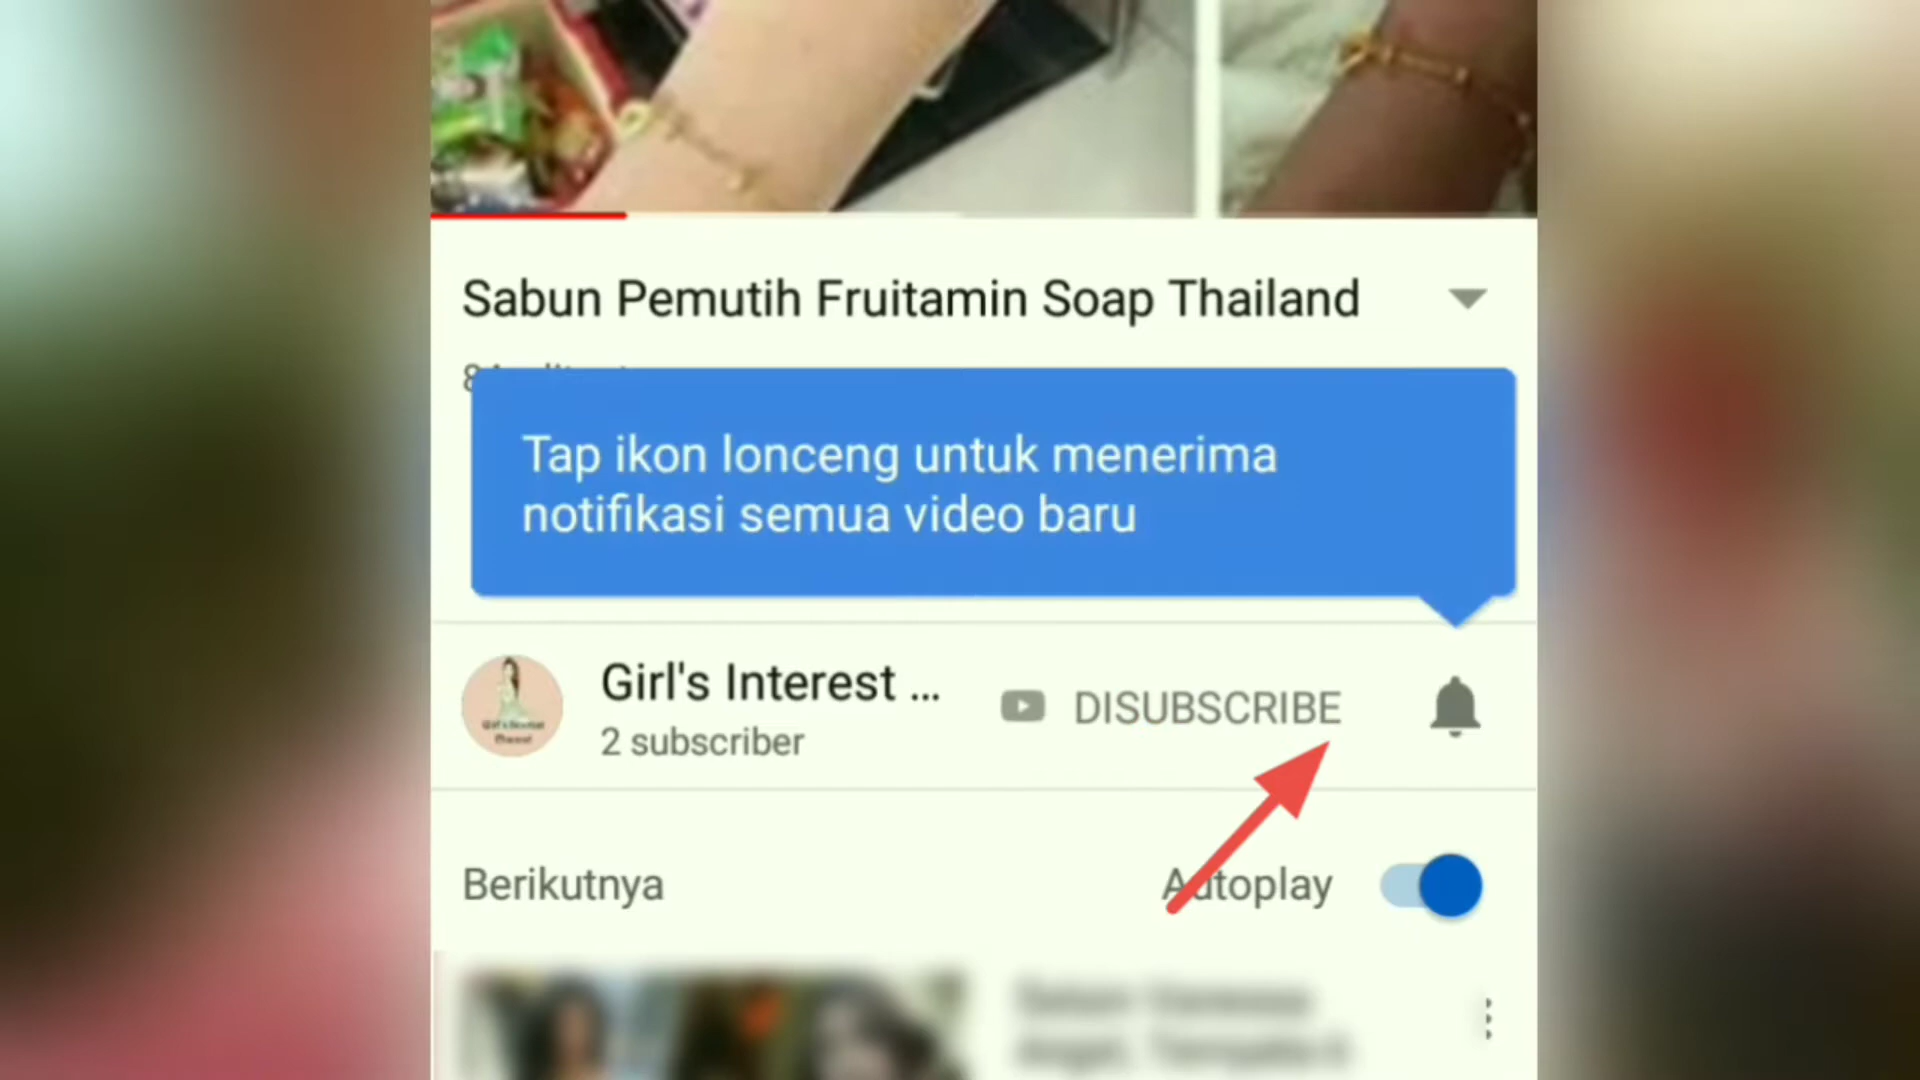 Sabun Pemutih Fruitamin Soap Thailand
Tap ikon lonceng untuk menerima
notifikasi semua video baru
Girl's Interest ...
DISUBSCRIBE
2 subscriber
Berikutnya
Autoplay